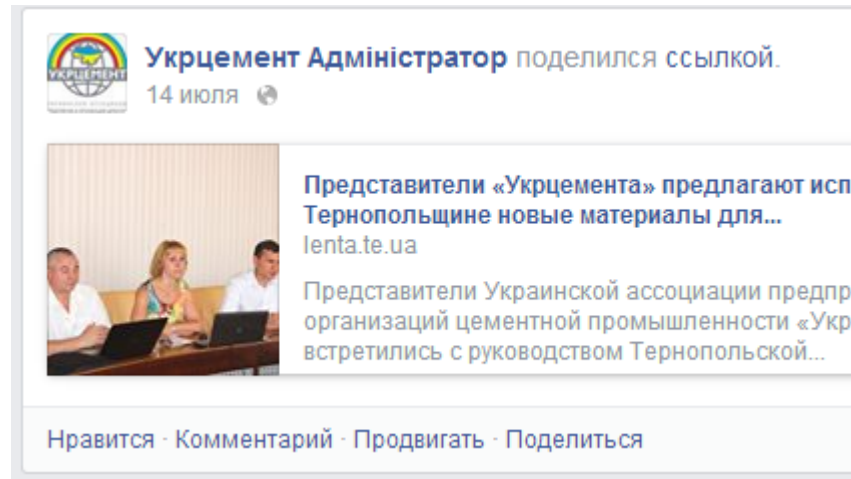 УКРЦЕМЕНТ
Укрцемент Адміністратор поделился ссылкой.
14 июля
Представители «Укрцемента» предлагают исп
Тернопольщине новые материалы для...
lenta.te.ua
Представители Украинской ассоциации предпр
организаций цементной промышленности «Укр
встретились с руководством Тернопольской...
Нравится · Комментарий · Продвигать · Поделиться